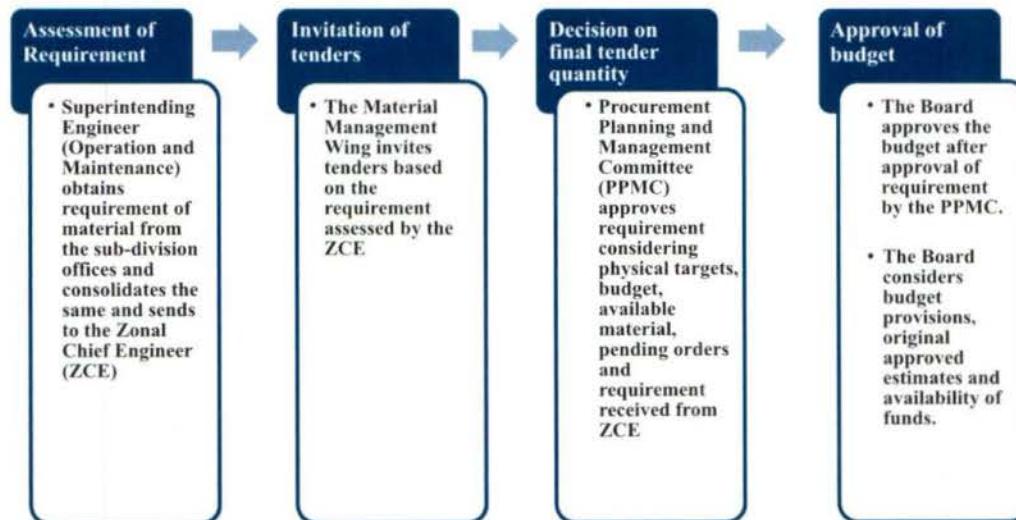 Assessment of
Requirement
• Superintending
Engineer
(Operation and
Maintenance)
obtains
requirement of
material from
the sub-division
offices and
consolidates the
same and sends
to the Zonal
Chief Engineer
(ZCE)
Invitation of
tenders
• The Material
Management
Wing invites
tenders based
on the
requirement
assessed by the
ZCE
Decision on
final tender
quantity
• Procurement
Planning and
Management
Committee
(PPMC)
approves
requirement
considering
physical targets,
budget,
available
material,
pending orders
and
requirement
received from
ZCE
Approval of
budget
• The Board
approves the
budget after
approval of
requirement
by the PPMC.
• The Board
considers
budget
provisions,
original
approved
estimates and
availability of
funds.